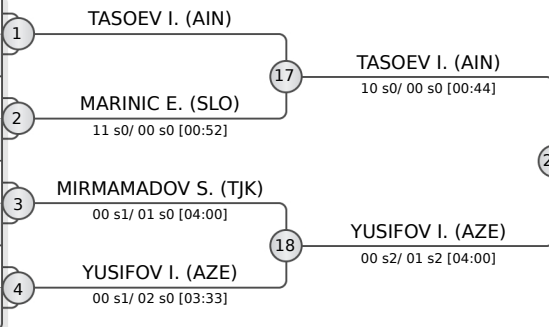 1
TASOEV I. (AIN)
17
TASOEV I. (AIN)
10 s0/ 00 s0 [00:44]
2
MARINIC E. (SLO)
11 s0/ 00 s0 [00:52]
3
MIRMAMADOV S. (TJK)
00 s1/ 01 s0 [04:00]
18
YUSIFOV I. (AZE)
00 s2/ 01 s2 [04:00]
4
YUSIFOV I. (AZE)
00 s1/ 02 s0 [03:33]